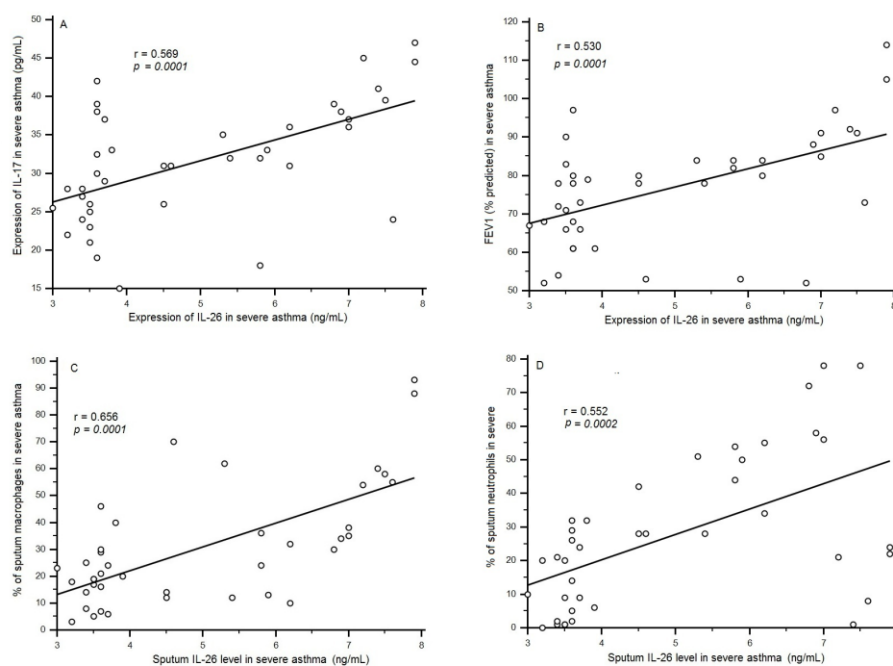 A
r = 0.569
p = 0.0001
Expression of IL-17 in severe asthma (pg/mL)
50
45
40
35
30
25
20
15
3 4 5 6 7 8
Expression of IL-26 in severe asthma (ng/mL)
B
r = 0.530
p = 0.0001
FEV1 (% predicted) in severe asthma
120
110
100
90
80
70
60
50
3 4 5 6 7 8
Expression of IL-26 in severe asthma (ng/mL)
C
r = 0.656
p = 0.0001
% of sputum macrophages in severe asthma
100
90
80
70
60
50
40
30
20
10
0
3 4 5 6 7 8
Sputum IL-26 level in severe asthma (ng/mL)
D
r = 0.552
p = 0.0002
% of sputum neutrophils in severe
80
70
60
50
40
30
20
10
0
3 4 5 6 7
Sputum IL-26 level in severe asthma (ng/mL)